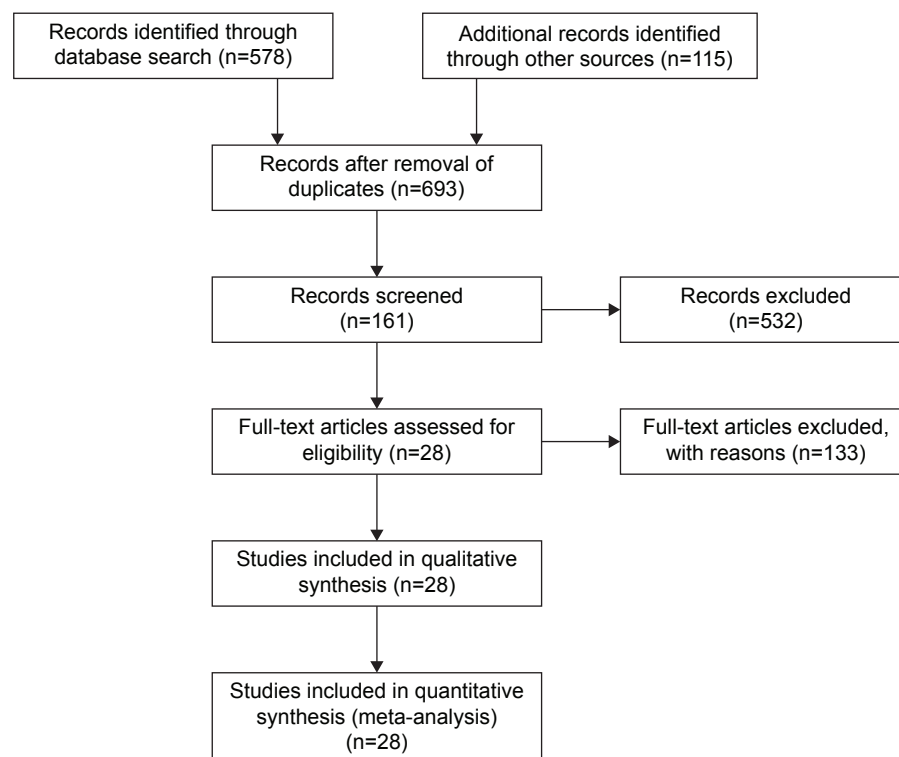 Records identified through
database search (n=578)
Additional records identified
through other sources (n=115)
Records after removal of
duplicates (n=693)
Records screened
(n=161)
Records excluded
(n=532)
Full-text articles assessed for
eligibility (n=28)
Full-text articles excluded,
with reasons (n=133)
Studies included in qualitative
synthesis (n=28)
Studies included in quantitative
synthesis (meta-analysis)
(n=28)